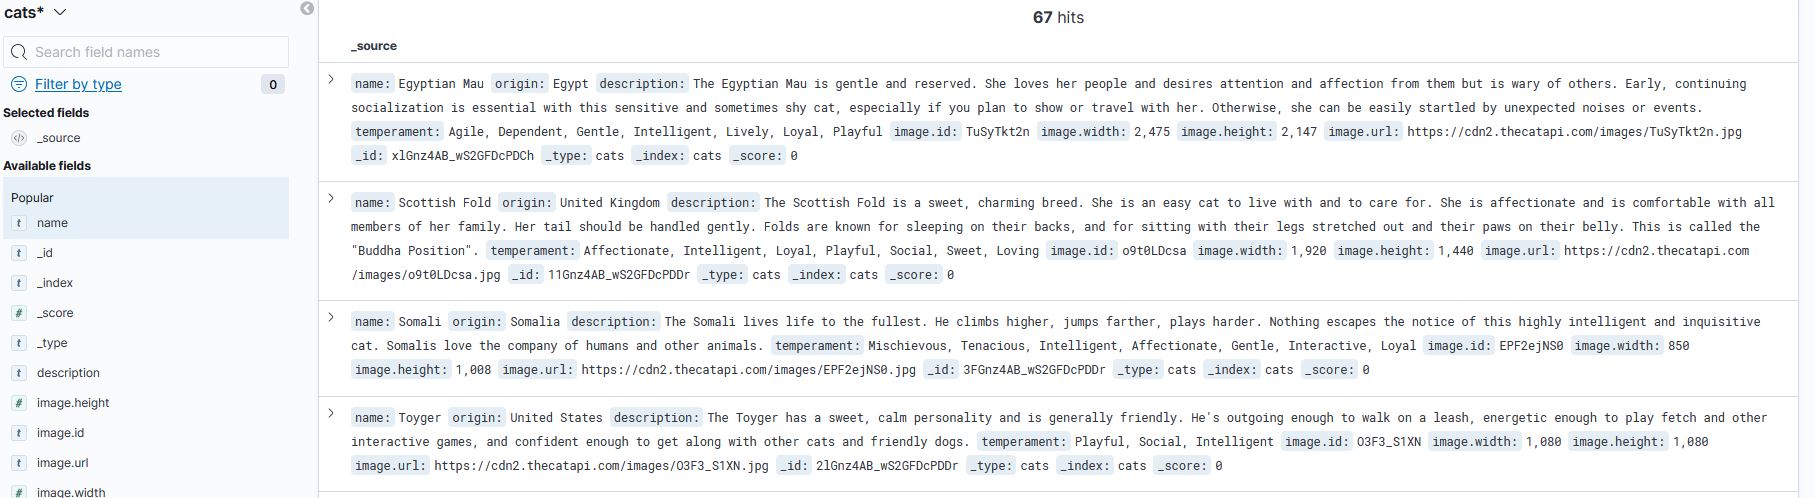 cats*
Search field names
Filter by type 0
Selected fields
_source
Available fields
Popular
name
_id
_index
_score
_type
description
image.height
image.id
image.url
image.width
67 hits
_source
name: Egyptian Mau origin: Egypt description: The Egyptian Mau is gentle and reserved. She loves her people and desires attention and affection from them but is wary of others. Early, continuing
socialization is essential with this sensitive and sometimes shy cat, especially if you plan to show or travel with her. Otherwise, she can be easily startled by unexpected noises or events.
temperament: Agile, Dependent, Gentle, Intelligent, Lively, Loyal, Playful image.id: TuSyTkt2n image.width: 2,475 image.height: 2,147 image.url: https://cdn2.thecatapi.com/images/TuSyTkt2n.jpg
_id: xlGnz4AB_wS2GFDcPDCh _type: cats _index: cats _score: 0
name: Scottish Fold origin: United Kingdom description: The Scottish Fold is a sweet, charming breed. She is an easy cat to live with and to care for. She is affectionate and is comfortable with all
members of her family. Her tail should be handled gently. Folds are known for sleeping on their backs, and for sitting with their legs stretched out and their paws on their belly. This is called the
"Buddha Position". temperament: Affectionate, Intelligent, Loyal, Playful, Social, Sweet, Loving image.id: o9t0LDcsa image.width: 1,920 image.height: 1,440 image.url: https://cdn2.thecatapi.com
/images/o9t0LDcsa.jpg _id: 11Gnz4AB_wS2GFDcPDDr _type: cats _index: cats _score: 0
name: Somali origin: Somalia description: The Somali lives life to the fullest. He climbs higher, jumps farther, plays harder. Nothing escapes the notice of this highly intelligent and inquisitive
cat. Somalis love the company of humans and other animals. temperament: Mischievous, Tenacious, Intelligent, Affectionate, Gentle, Interactive, Loyal image.id: EPF2ejNS0 image.width: 850
image.height: 1,008 image.url: https://cdn2.thecatapi.com/images/EPF2ejNS0.jpg _id: 3FGnz4AB_wS2GFDcPDDr _type: cats _index: cats _score: 0
name: Toyger origin: United States description: The Toyger has a sweet, calm personality and is generally friendly. He's outgoing enough to walk on a leash, energetic enough to play fetch and other
interactive games, and confident enough to get along with other cats and friendly dogs. temperament: Playful, Social, Intelligent image.id: O3F3_S1XN image.width: 1,080 image.height: 1,080
image.url: https://cdn2.thecatapi.com/images/O3F3_S1XN.jpg _id: 2lGnz4AB_wS2GFDcPDDr _type: cats _index: cats _score: 0